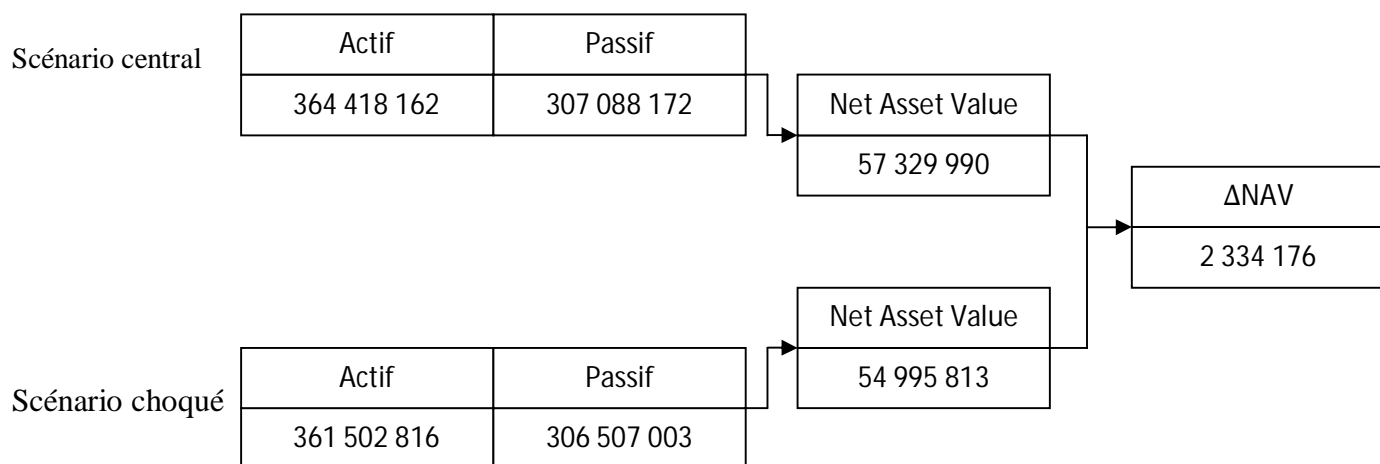 Scénario central
Actif Passif
364 418 162 307 088 172
Net Asset Value
57 329 990
ΔNAV
2 334 176
Net Asset Value
54 995 813
Scénario choqué
Actif Passif
361 502 816 306 507 003